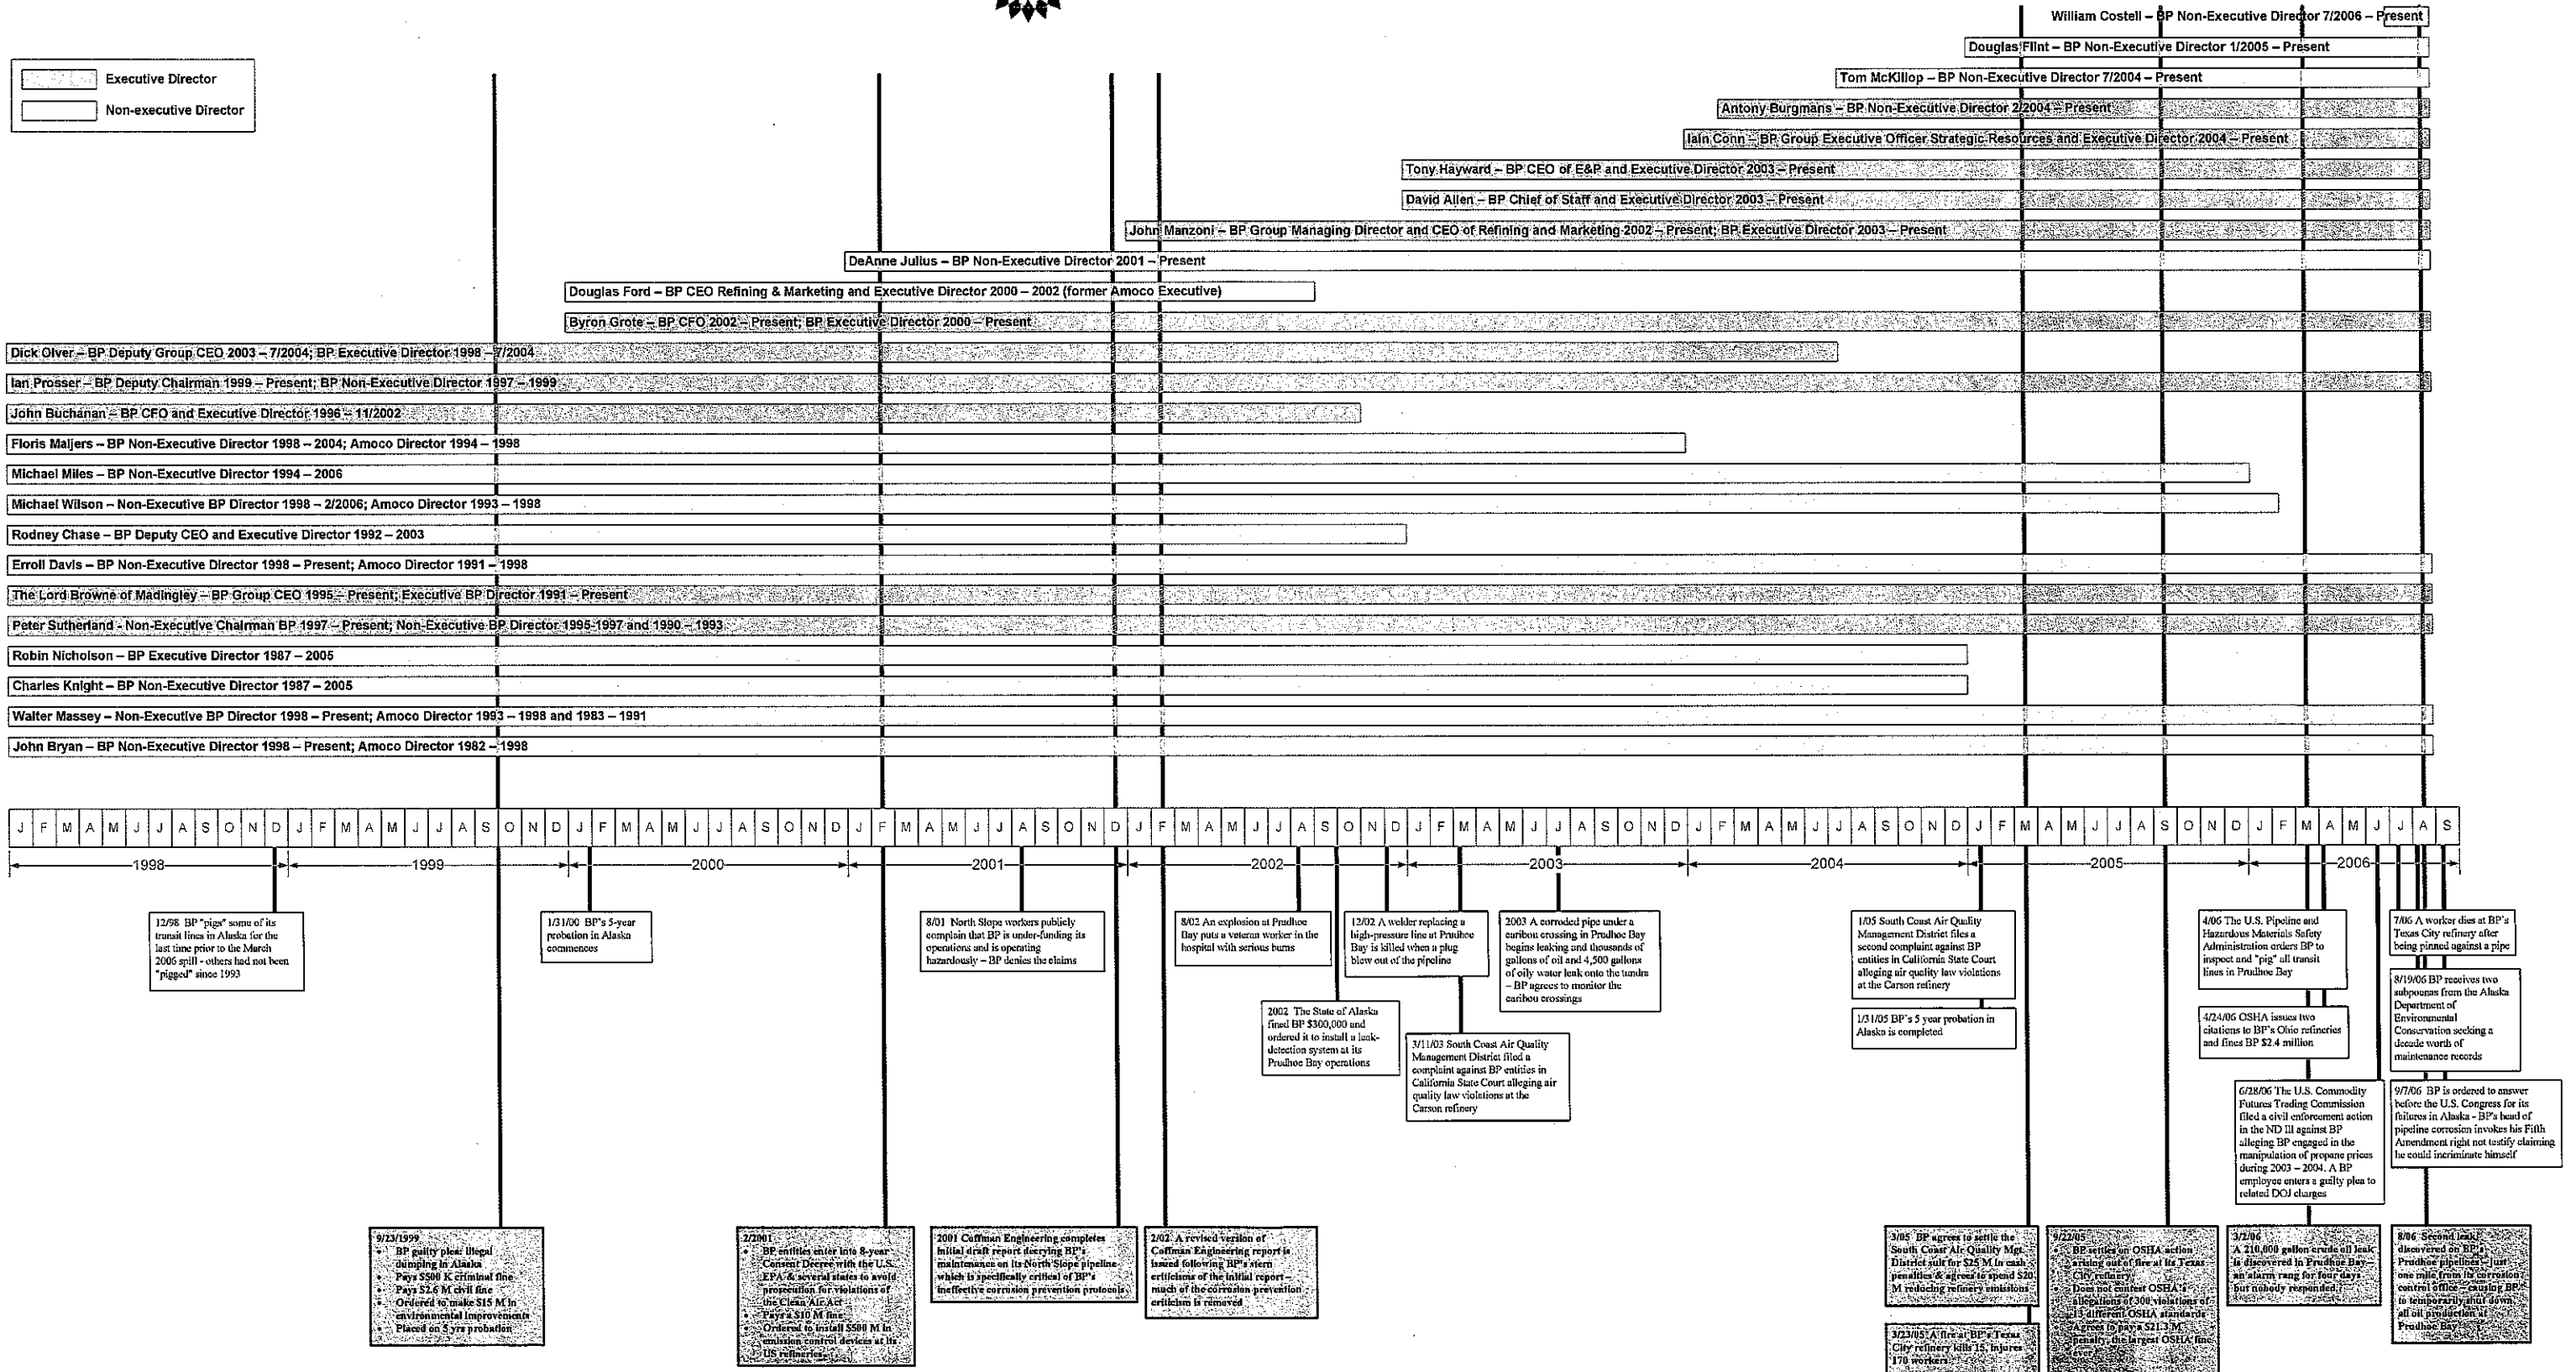 William Costell – BP Non-Executive Director 7/2006 – Present
Douglas Flint – BP Non-Executive Director 1/2005 – Present
Executive Director
Tom McKillop – BP Non-Executive Director 7/2004 – Present
Non-executive Director
Antony Burgmans – BP Non-Executive Director 2/2004 – Present
Iain Conn – BP Group Executive Officer Strategic Resources and Executive Director 2004 – Present
Tony Hayward – BP CEO of E&P and Executive Director 2003 – Present
David Allen – BP Chief of Staff and Executive Director 2003 – Present
John Manzoni – BP Group Managing Director and CEO of Refining and Marketing 2002 – Present; BP Executive Director 2003 – Present
DeAnne Julius – BP Non-Executive Director 2001 – Present
Douglas Ford – BP CEO Refining & Marketing and Executive Director 2000 – 2002 (former Amoco Executive)
Byron Grote – BP CFO 2002 – Present; BP Executive Director 2000 – Present
Dick Olver – BP Deputy Group CEO 2003 – 7/2004; BP Executive Director 1998 – 7/2004
Ian Prosser – BP Deputy Chairman 1999 – Present; BP Non-Executive Director 1997 – 1999
John Buchanan – BP CFO and Executive Director 1996 – 11/2002
Floris Maljers – BP Non-Executive Director 1998 – 2004; Amoco Director 1994 – 1998
Michael Miles – BP Non-Executive Director 1994 – 2006
Michael Wilson – Non-Executive BP Director 1998 – 2/2006; Amoco Director 1993 – 1998
Rodney Chase – BP Deputy CEO and Executive Director 1992 – 2003
Erroll Davis – BP Non-Executive Director 1998 – Present; Amoco Director 1991 – 1998
The Lord Browne of Madingley – BP Group CEO 1995 – Present; Executive BP Director 1991 – Present
Peter Sutherland - Non-Executive Chairman BP 1997 – Present; Non-Executive BP Director 1995-1997 and 1990 – 1993
Robin Nicholson – BP Executive Director 1987 – 2005
Charles Knight – BP Non-Executive Director 1987 – 2005
Walter Massey – Non-Executive BP Director 1998 – Present; Amoco Director 1993 – 1998 and 1983 – 1991
John Bryan – BP Non-Executive Director 1998 – Present; Amoco Director 1982 – 1998
J F M A M J J A S O N D J F M A M J J A S O N D J F M A M J J A S O N D J F M A M J J A S O N D J F M A M J J A S O N D J F M A M J J A S O N D J F M A M J J A S O N D J F M A M J J A S O N D J F M A M J J A S
1998 1999 2000 2001 2002 2003 2004 2005 2006
12/98 BP "pigs" some of its
transit lines in Alaska for the
last time prior to the March
2006 spill - others had not been
"pigged" since 1993
1/31/00 BP's 5-year
probation in Alaska
commences
8/01 North Slope workers publicly
complain that BP is under-funding its
operations and is operating
hazardously – BP denies the claims
8/02 An explosion at Prudhoe
Bay puts a veteran worker in the
hospital with serious burns
2002 The State of Alaska
fined BP $300,000 and
ordered it to install a leak-
detection system at its
Prudhoe Bay operations
12/02 A welder replacing a
high-pressure line at Prudhoe
Bay is killed when a plug
blew out of the pipeline
3/11/03 South Coast Air Quality
Management District filed a
complaint against BP entities in
California State Court alleging air
quality law violations at the
Carson refinery
2003 A corroded pipe under a
caribou crossing in Prudhoe Bay
begins leaking and thousands of
gallons of oil and 4,500 gallons
of oily water leak onto the tundra
– BP agrees to monitor the
caribou crossings
1/05 South Coast Air Quality
Management District files a
second complaint against BP
entities in California State Court
alleging air quality law violations
at the Carson refinery
1/31/05 BP's 5 year probation in
Alaska is completed
4/06 The U.S. Pipeline and
Hazardous Materials Safety
Administration orders BP to
inspect and "pig" all transit
lines in Prudhoe Bay
4/24/06 OSHA issues two
citations to BP's Ohio refineries
and fines BP $2.4 million
6/28/06 The U.S. Commodity
Futures Trading Commission
filed a civil enforcement action
in the ND Ill against BP
alleging BP engaged in the
manipulation of propane prices
during 2003 – 2004. A BP
employee enters a guilty plea to
related DOJ charges
7/06 A worker dies at BP's
Texas City refinery after
being pinned against a pipe
8/19/06 BP receives two
subpoenas from the Alaska
Department of
Environmental
Conservation seeking a
decade worth of
maintenance records
9/7/06 BP is ordered to answer
before the U.S. Congress for its
failures in Alaska - BP's head of
pipeline corrosion invokes his Fifth
Amendment right not testify claiming
he could incriminate himself
9/23/1999
• BP guilty plea: illegal
dumping in Alaska
• Pays $500 K criminal fine
• Pays $2.6 M civil fine
• Ordered to make $15 M in
environmental improvements
• Placed on 5 yrs probation
2/2001
• BP entities enter into 8-year
Consent Decree with the U.S.
EPA & several states to avoid
prosecution for violations of
the Clean Air Act
• Pays a $10 M fine
• Ordered to install $500 M in
emission control devices at its
US refineries
2001 Coffman Engineering completes
initial draft report decrying BP's
maintenance on its North Slope pipeline
which is specifically critical of BP's
ineffective corrosion prevention protocols
2/02 A revised version of
Coffman Engineering report is
issued following BP's stern
criticisms of the initial report –
much of the corrosion prevention
criticism is removed
3/05 BP agrees to settle the
South Coast Air Quality Mgt.
District suit for $25 M in cash
penalties & agrees to spend $20
M reducing refinery emissions
3/23/05 A fire at BP's Texas
City refinery kills 15, injures
170 workers
9/22/05
• BP settles on OSHA action
arising out of fire at its Texas
City refinery
• Does not contest OSHA's
allegations of 300 violations of
13 different OSHA standards
• Agrees to pay a $21.3 M
penalty, the largest OSHA fine
ever
3/2/06
A 210,000 gallon crude oil leak
is discovered in Prudhoe Bay –
an alarm rang for four days
but nobody responded
8/06 Second leak
discovered on BP's
Prudhoe pipelines – just
one mile from its corrosion
control office – causing BP
to temporarily shut down
all oil production at
Prudhoe Bay